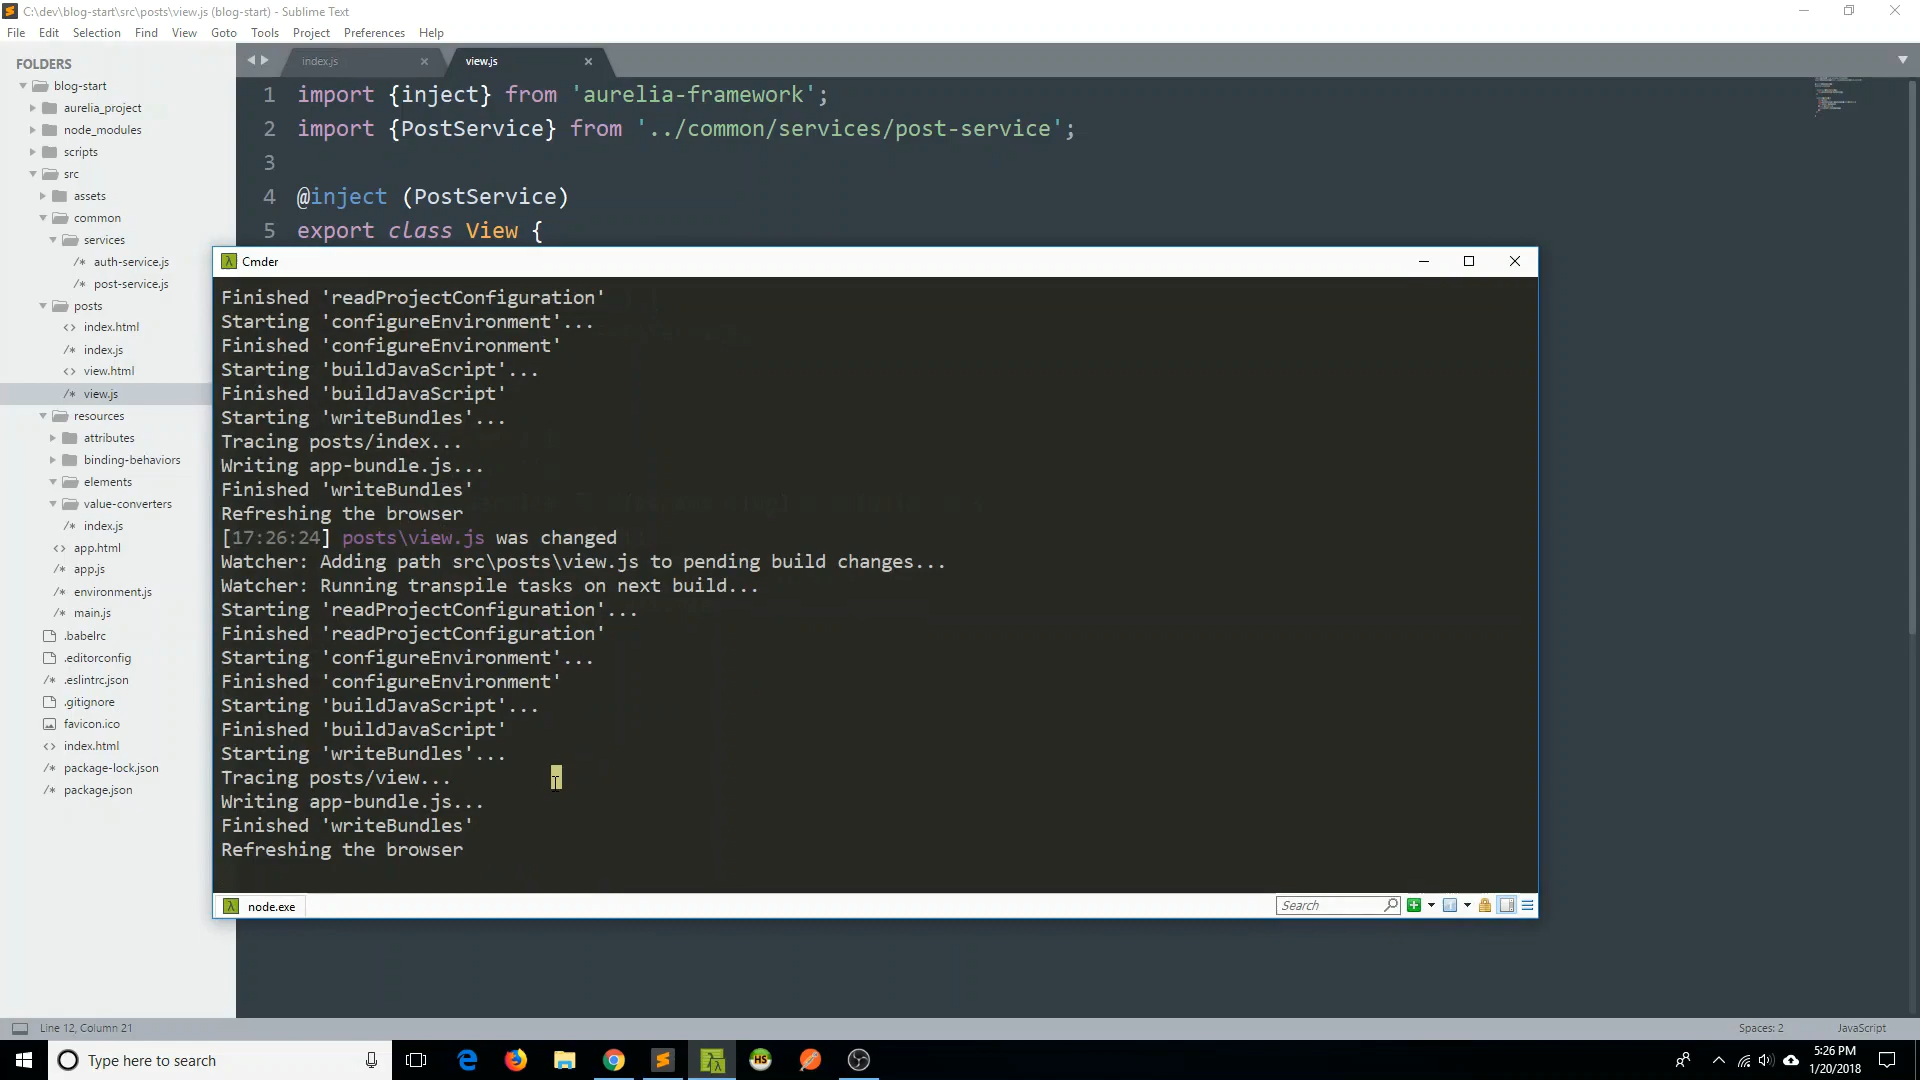 C:\dev\blog-start\src\posts\view.js (blog-start) - Sublime Text
File Edit Selection Find View Goto Tools Project Preferences Help
FOLDERS
blog-start
aurelia_project
node_modules
scripts
src
assets
common
services
/* auth-service.js
/* post-service.js
posts
<> index.html
/* index.js
<> view.html
/* view.js
resources
attributes
binding-behaviors
elements
value-converters
/* index.js
<> app.html
/* app.js
/* environment.js
/* main.js
.babelrc
.editorconfig
/* .eslintrc.json
.gitignore
favicon.ico
<> index.html
/* package-lock.json
/* package.json
index.js
view.js
1 import {inject} from 'aurelia-framework';
2 import {PostService} from '../common/services/post-service';
3
4 @inject (PostService)
5 export class View {
Cmder
Finished 'readProjectConfiguration'
Starting 'configureEnvironment'...
Finished 'configureEnvironment'
Starting 'buildJavaScript'...
Finished 'buildJavaScript'
Starting 'writeBundles'...
Tracing posts/index...
Writing app-bundle.js...
Finished 'writeBundles'
Refreshing the browser
[17:26:24] posts\view.js was changed
Watcher: Adding path src\posts\view.js to pending build changes...
Watcher: Running transpile tasks on next build...
Starting 'readProjectConfiguration'...
Finished 'readProjectConfiguration'
Starting 'configureEnvironment'...
Finished 'configureEnvironment'
Starting 'buildJavaScript'...
Finished 'buildJavaScript'
Starting 'writeBundles'...
Tracing posts/view...
Writing app-bundle.js...
Finished 'writeBundles'
Refreshing the browser
node.exe
Search
Line 12, Column 21
Spaces: 2
JavaScript
Type here to search
HS
5:26 PM
1/20/2018